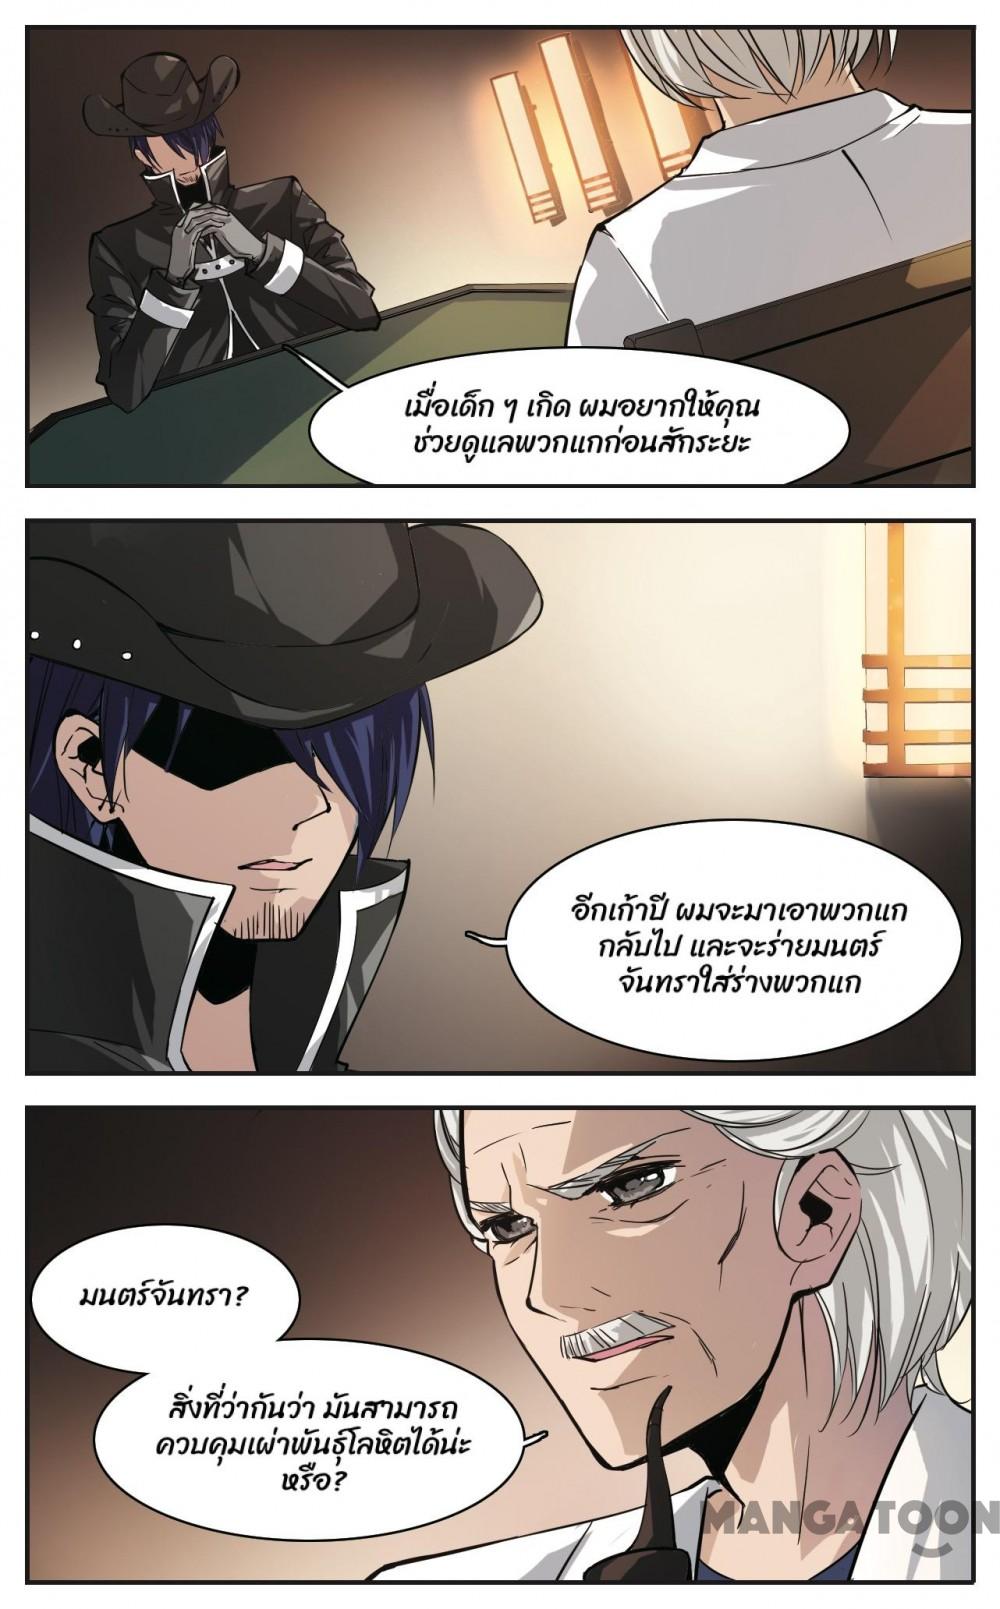 เมื่อเด็ก ๆ เกิด ผมอยากให้คุณ
ช่วยดูแลพวกแกก่อนสักระยะ
อีกเก้าปี ผมจะมาเอาพวกแก
กลับไป และจะร่ายมนตร์
จันทราใส่ร่างพวกแก
มนตร์จันทรา?
สิ่งที่ว่ากันว่า มันสามารถ
ควบคุมเผ่าพันธุ์โลหิตได้น่ะ
หรือ?
MANGATOON